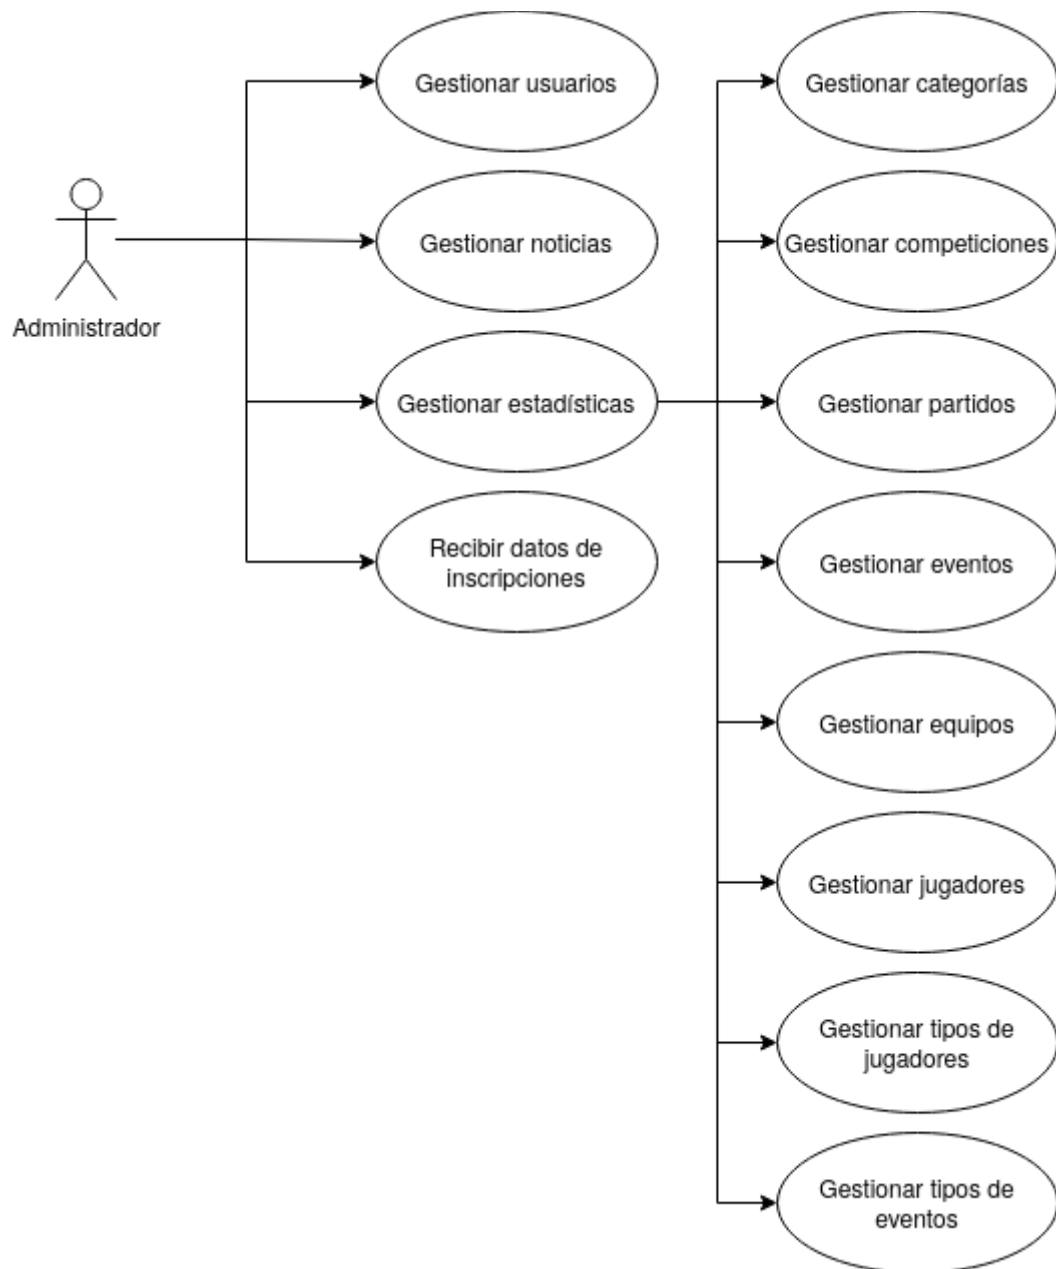 Administrador
Gestionar usuarios
Gestionar noticias
Gestionar estadísticas
Recibir datos de
inscripciones
Gestionar categorías
Gestionar competiciones
Gestionar partidos
Gestionar eventos
Gestionar equipos
Gestionar jugadores
Gestionar tipos de
jugadores
Gestionar tipos de
eventos